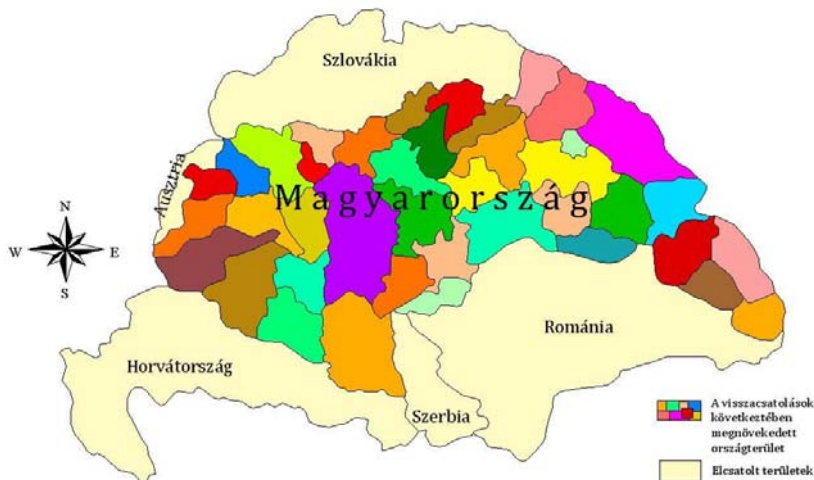 Szlovákia
Ausztria
Magyarország
N
W E
S
Románia
Horvátország
Szerbia
A visszacsatolások
következtében
megnövekedett
országterület
Elcsatolt területek